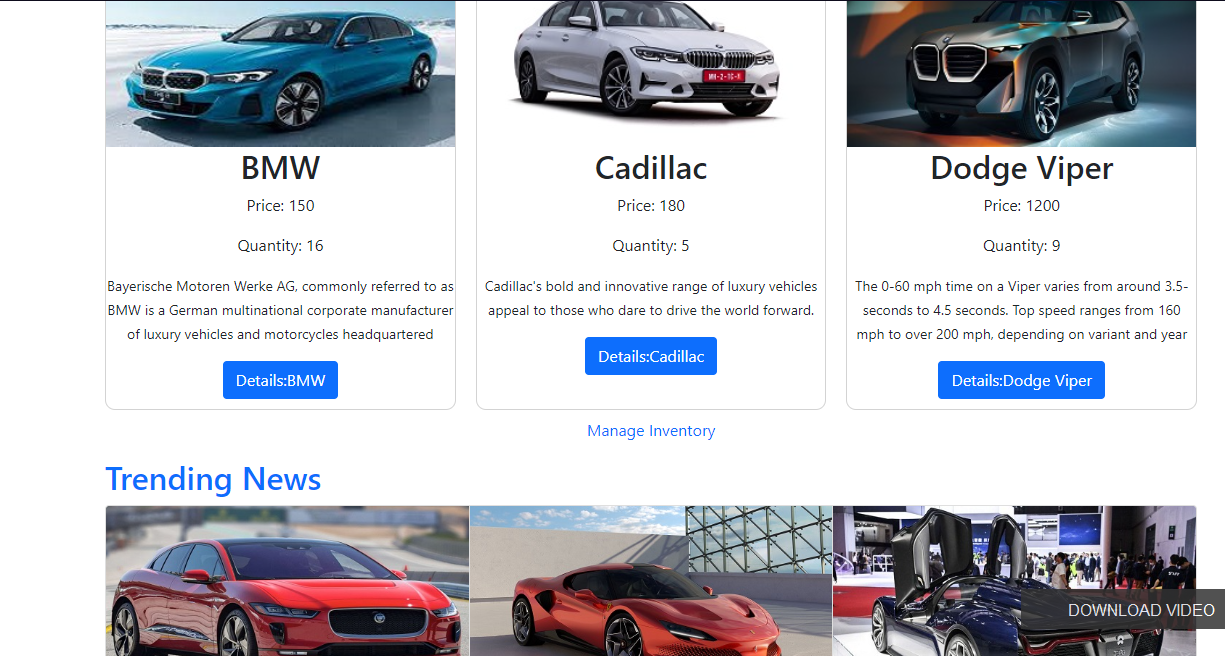 BMW
Price: 150
Quantity: 16
Bayerische Motoren Werke AG, commonly referred to as
BMW is a German multinational corporate manufacturer
of luxury vehicles and motorcycles headquartered
Details:BMW
Cadillac
Price: 180
Quantity: 5
Cadillac's bold and innovative range of luxury vehicles
appeal to those who dare to drive the world forward.
Details:Cadillac
Dodge Viper
Price: 1200
Quantity: 9
The 0-60 mph time on a Viper varies from around 3.5-
seconds to 4.5 seconds. Top speed ranges from 160
mph to over 200 mph, depending on variant and year
Details:Dodge Viper
Manage Inventory
Trending News
DOWNLOAD VIDEO